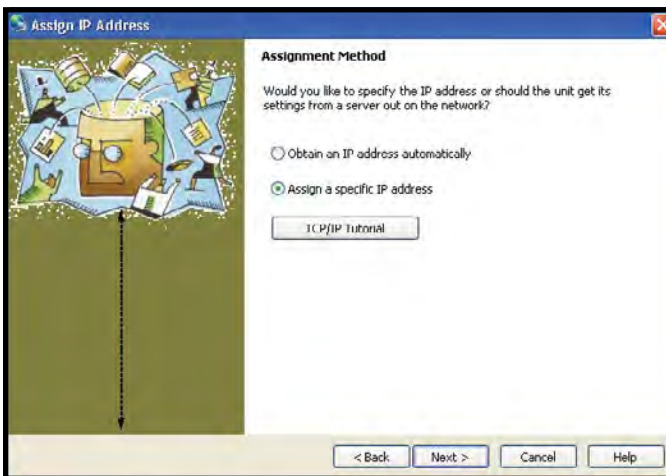 Assign IP Address
Assignment Method
Would you like to specify the IP address or should the unit get its
settings from a server out on the network?
Obtain an IP address automatically
Assign a specific IP address
TCP/IP Tutorial
< Back
Next >
Cancel
Help